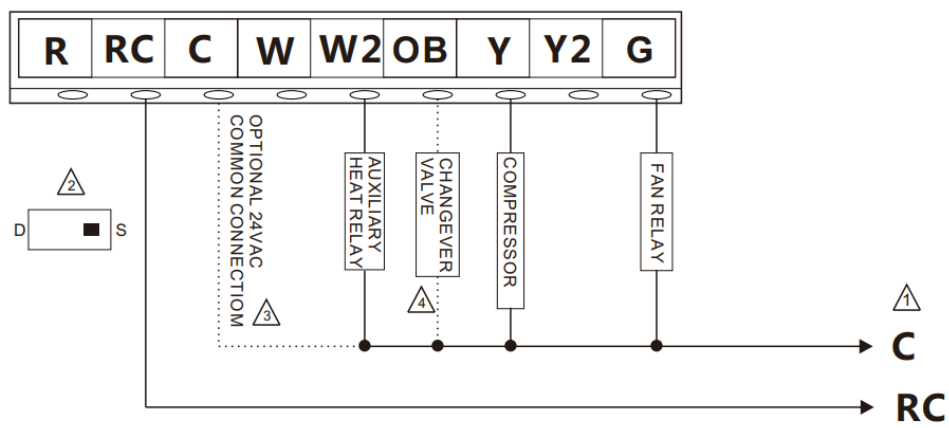 R RC C W W2 OB Y Y2 G
OPTIONAL 24VAC
COMMON CONNECTIOM
AUXILIARY
HEAT RELAY
CHANGEVER
VALVE
COMPRESSOR
FAN RELAY
2
D S
3
4
1
C
RC